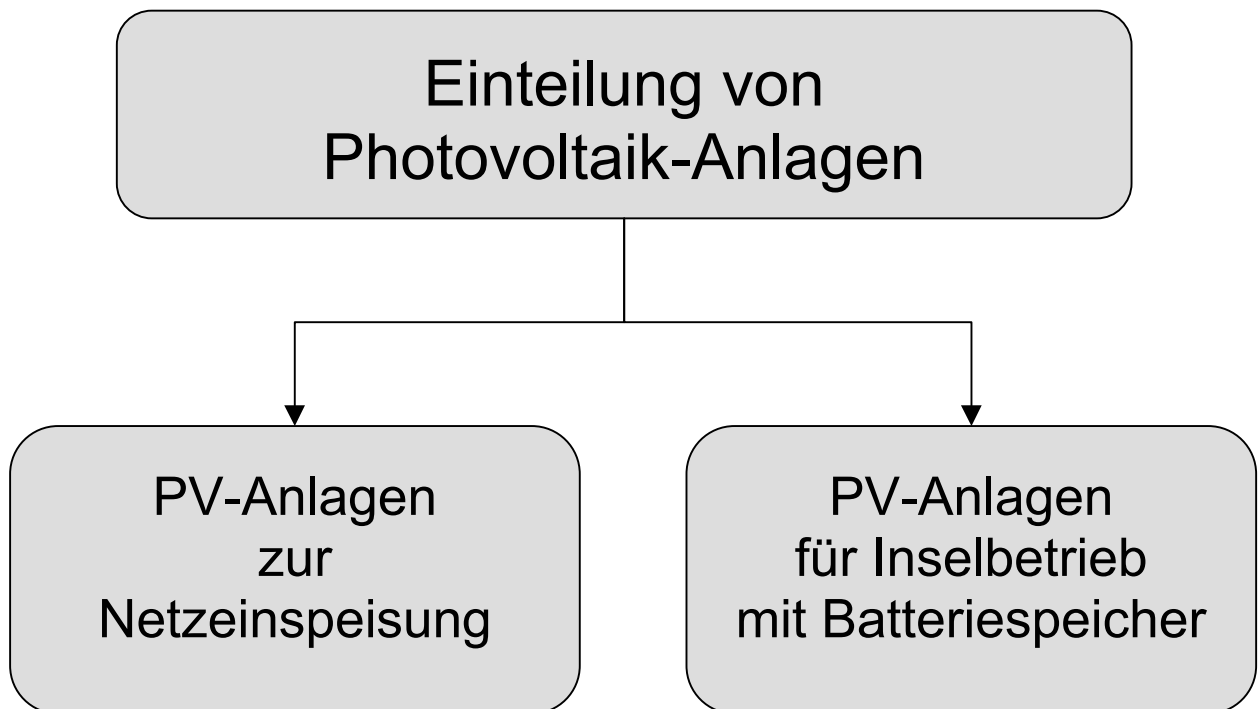 Einteilung von
Photovoltaik-Anlagen
PV-Anlagen
zur
Netzeinspeisung
PV-Anlagen
für Inselbetrieb
mit Batteriespeicher